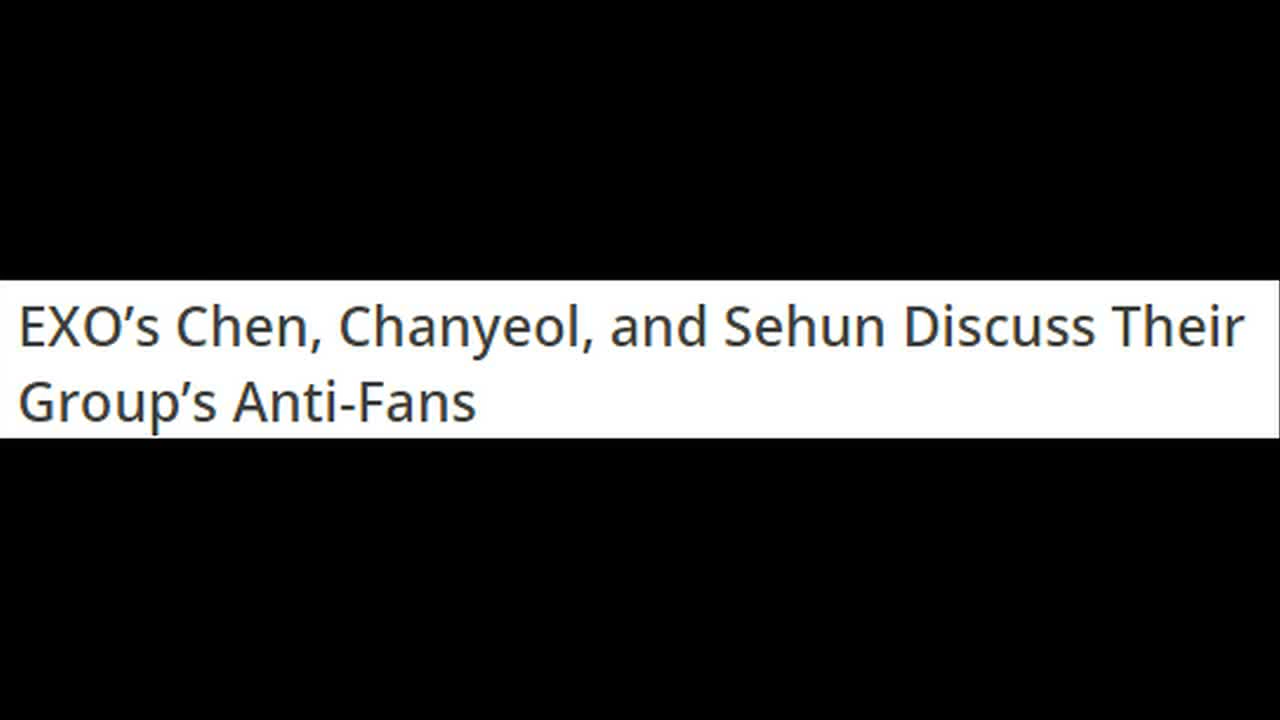 EXO’s Chen, Chanyeol, and Sehun Discuss Their
Group’s Anti-Fans